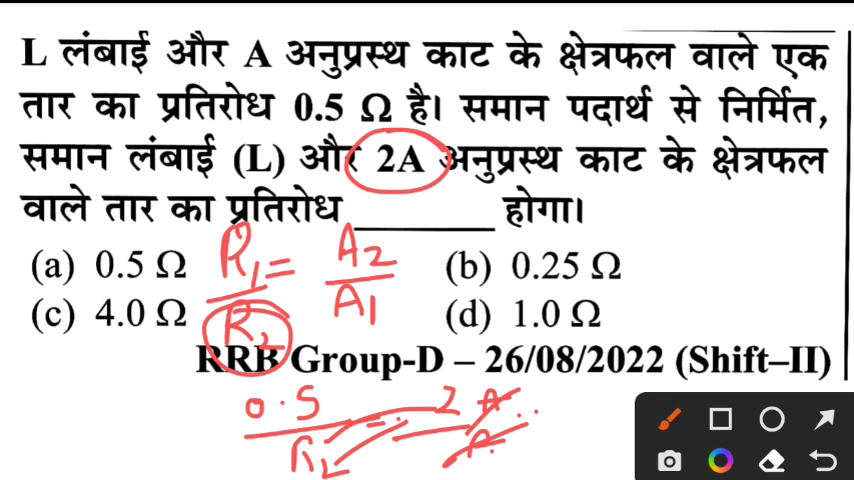 L लंबाई और A अनुप्रस्थ काट के क्षेत्रफल वाले एक
तार का प्रतिरोध 0.5 Ω है। समान पदार्थ से निर्मित,
समान लंबाई (L) और 2A अनुप्रस्थ काट के क्षेत्रफल
वाले तार का प्रतिरोध __________ होगा।
(a) 0.5 Ω (b) 0.25 Ω
(c) 4.0 Ω (d) 1.0 Ω
R₁ = A₂
R₂ A₁
RRB Group-D – 26/08/2022 (Shift–II)
0.5 = 2A
R₂ A